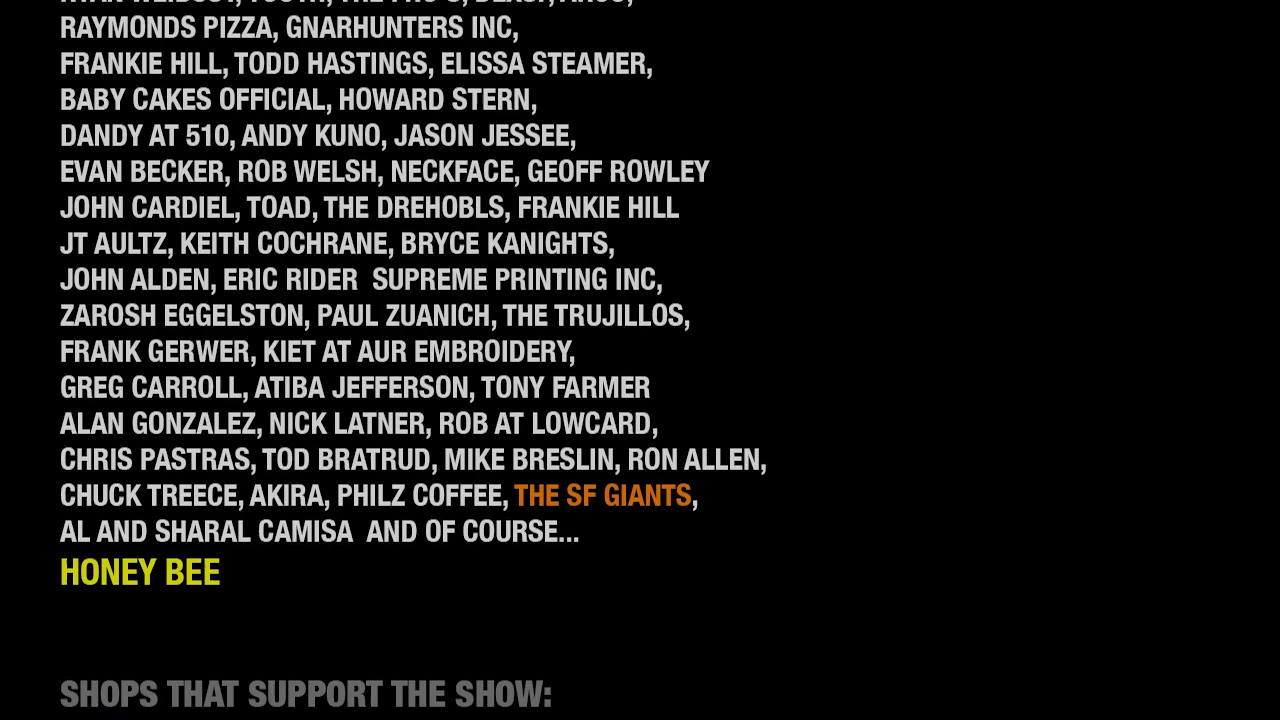 RAYMONDS PIZZA, GNARHUNTERS INC,
FRANKIE HILL, TODD HASTINGS, ELISSA STEAMER,
BABY CAKES OFFICIAL, HOWARD STERN,
DANDY AT 510, ANDY KUNO, JASON JESSEE,
EVAN BECKER, ROB WELSH, NECKFACE, GEOFF ROWLEY
JOHN CARDIEL, TOAD, THE DREHOBLS, FRANKIE HILL
JT AULTZ, KEITH COCHRANE, BRYCE KANIGHTS,
JOHN ALDEN, ERIC RIDER  SUPREME PRINTING INC,
ZAROSH EGGELSTON, PAUL ZUANICH, THE TRUJILLOS,
FRANK GERWER, KIET AT AUR EMBROIDERY,
GREG CARROLL, ATIBA JEFFERSON, TONY FARMER
ALAN GONZALEZ, NICK LATNER, ROB AT LOWCARD,
CHRIS PASTRAS, TOD BRATRUD, MIKE BRESLIN, RON ALLEN,
CHUCK TREECE, AKIRA, PHILZ COFFEE, THE SF GIANTS,
AL AND SHARAL CAMISA  AND OF COURSE...
HONEY BEE
SHOPS THAT SUPPORT THE SHOW: